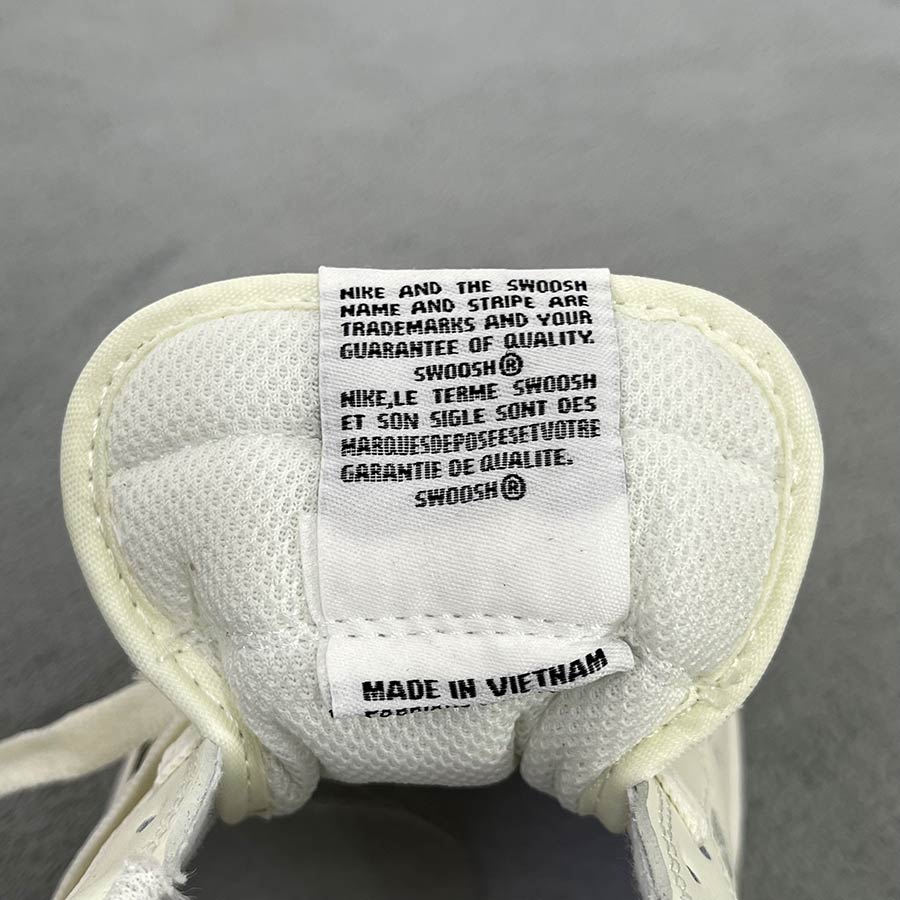 NIKE AND THE SWOOSH
NAME AND STRIPE ARE
TRADEMARKS AND YOUR
GUARANTEE OF QUALITY.
SWOOSH®
NIKE,LE TERME SWOOSH
ET SON SIGLE SONT DES
MARQUESDEPOSEESETVOTRE
GARANTIE DE QUALITE.
SWOOSH®
MADE IN VIETNAM